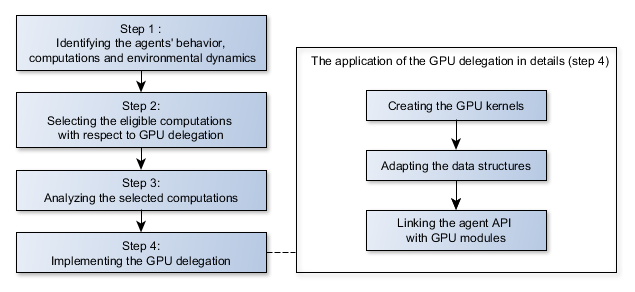 Step 1 :
Identifying the agents' behavior,
computations and environmental dynamics
Step 2:
Selecting the eligible computations
with respect to GPU delegation
Step 3:
Analyzing the selected computations
Step 4:
Implementing the GPU delegation
The application of the GPU delegation in details (step 4)
Creating the GPU kernels
Adapting the data structures
Linking the agent API
with GPU modules